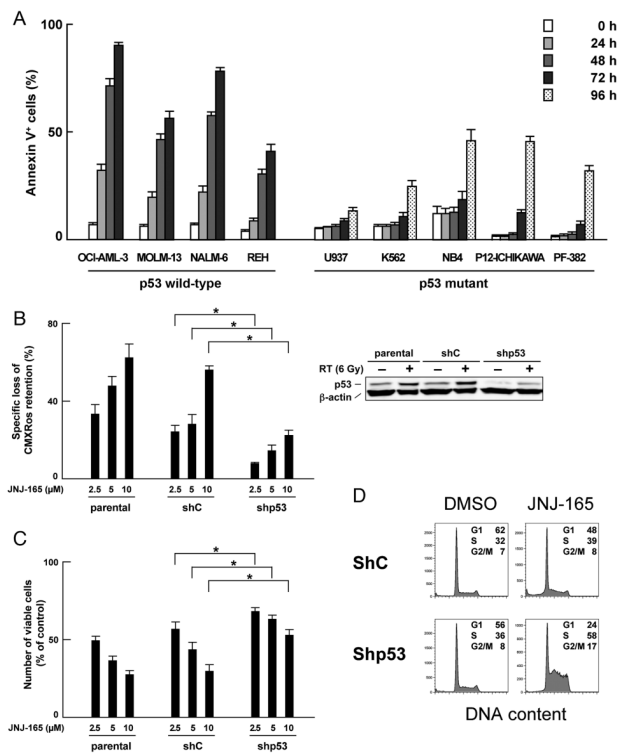 A
Annexin V⁺ cells (%)
100
50
0
0 h
24 h
48 h
72 h
96 h
OCI-AML-3 MOLM-13 NALM-6 REH U937 K562 NB4 P12-ICHIKAWA PF-382
p53 wild-type p53 mutant
B
Specific loss of
CMXRos retention (%)
80
40
0
* * *
JNJ-165 (µM) 2.5 5 10 2.5 5 10 2.5 5 10
parental shC shp53
parental shC shp53
RT (6 Gy) – + – + – +
p53
β-actin
C
Number of viable cells
(% of control)
100
50
0
* * *
JNJ-165 (µM) 2.5 5 10 2.5 5 10 2.5 5 10
parental shC shp53
D
DMSO JNJ-165
ShC
G1 62
S 32
G2/M 7
G1 48
S 39
G2/M 8
Shp53
G1 56
S 36
G2/M 8
G1 24
S 58
G2/M 17
DNA content